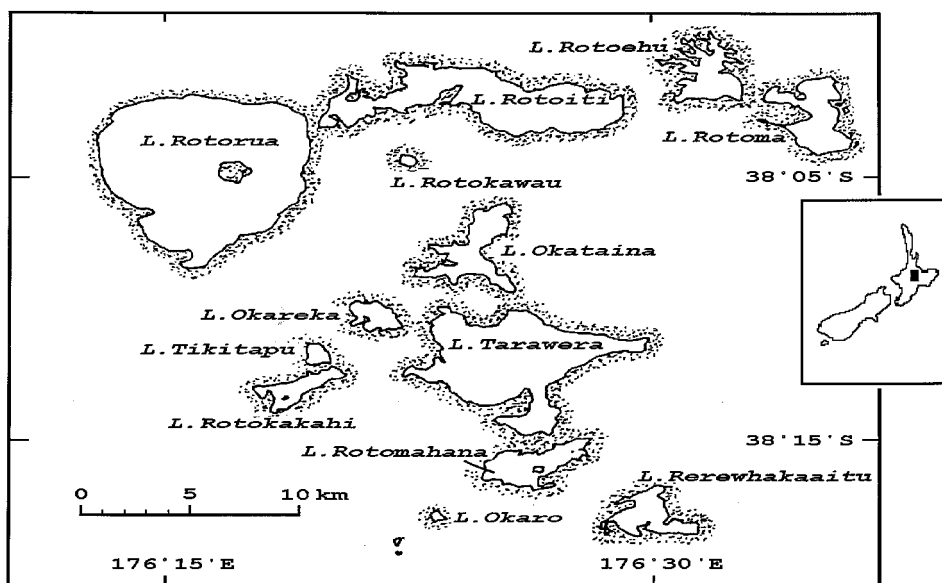 L.Rotoehu
L.Rotoiti
L.Rotorua
L.Rotoma
L.Rotokawau
38°05'S
L.Okataina
L.Okareka
L.Tikitapu
L.Tarawera
L.Rotokakahi
38°15'S
L.Rotomahana
L.Rerewhakaaitu
0 5 10 km
L.Okaro
176°15'E
176°30'E